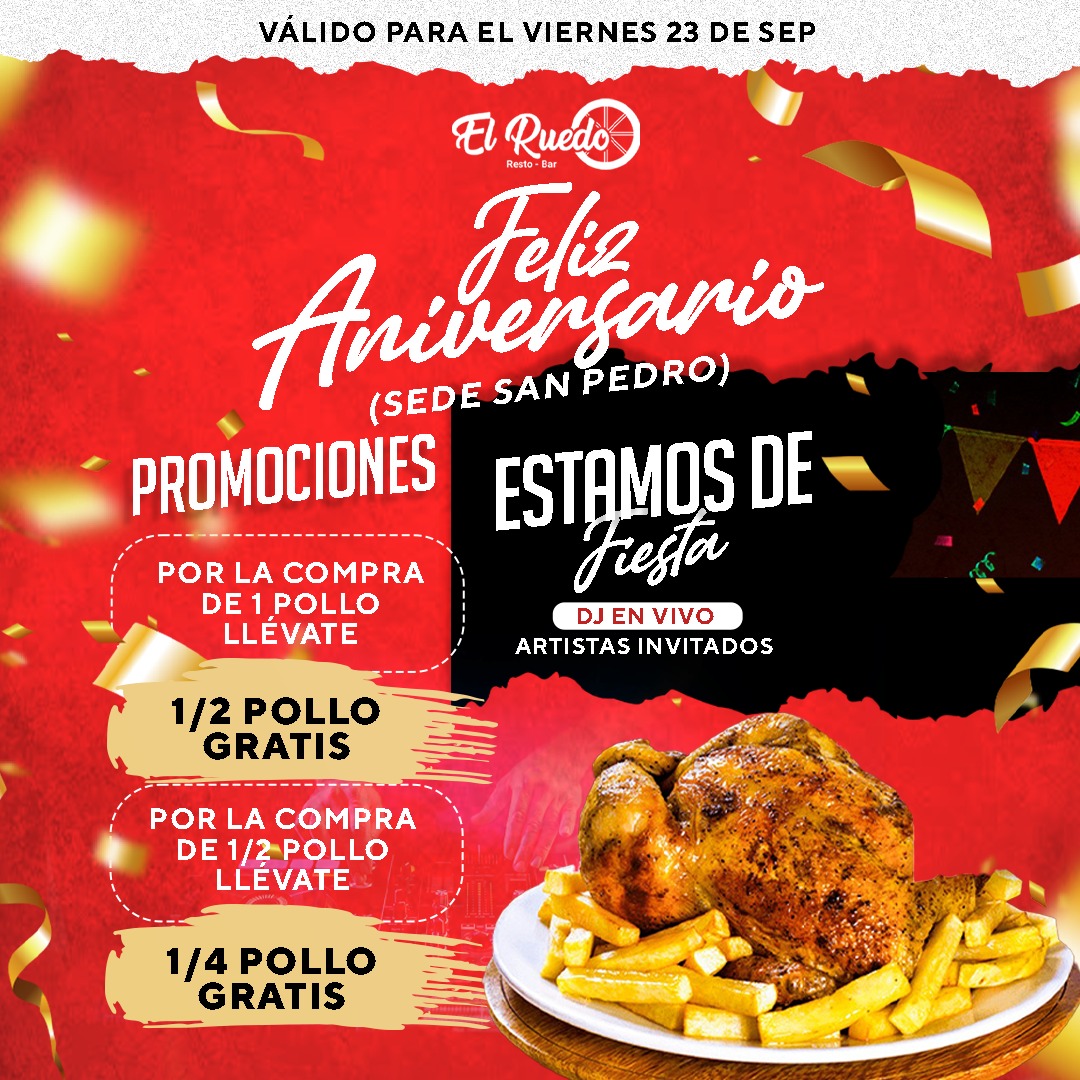 VÁLIDO PARA EL VIERNES 23 DE SEP
El Ruedo
Resto - Bar
Feliz
Aniversario
(SEDE SAN PEDRO)
PROMOCIONES
POR LA COMPRA
DE 1 POLLO
LLÉVATE
1/2 POLLO
GRATIS
POR LA COMPRA
DE 1/2 POLLO
LLÉVATE
1/4 POLLO
GRATIS
ESTAMOS DE
Fiesta
DJ EN VIVO
ARTISTAS INVITADOS